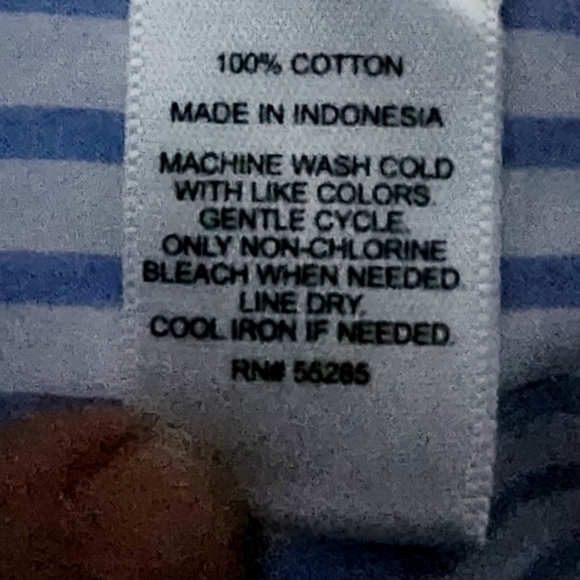 100% COTTON
MADE IN INDONESIA
MACHINE WASH COLD
WITH LIKE COLORS.
GENTLE CYCLE.
ONLY NON-CHLORINE
BLEACH WHEN NEEDED
LINE DRY.
COOL IRON IF NEEDED.
RN#